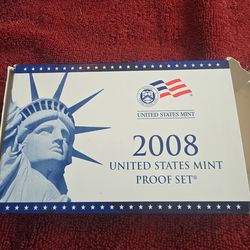 UNITED STATES MINT
2008
UNITED STATES MINT
PROOF SET®